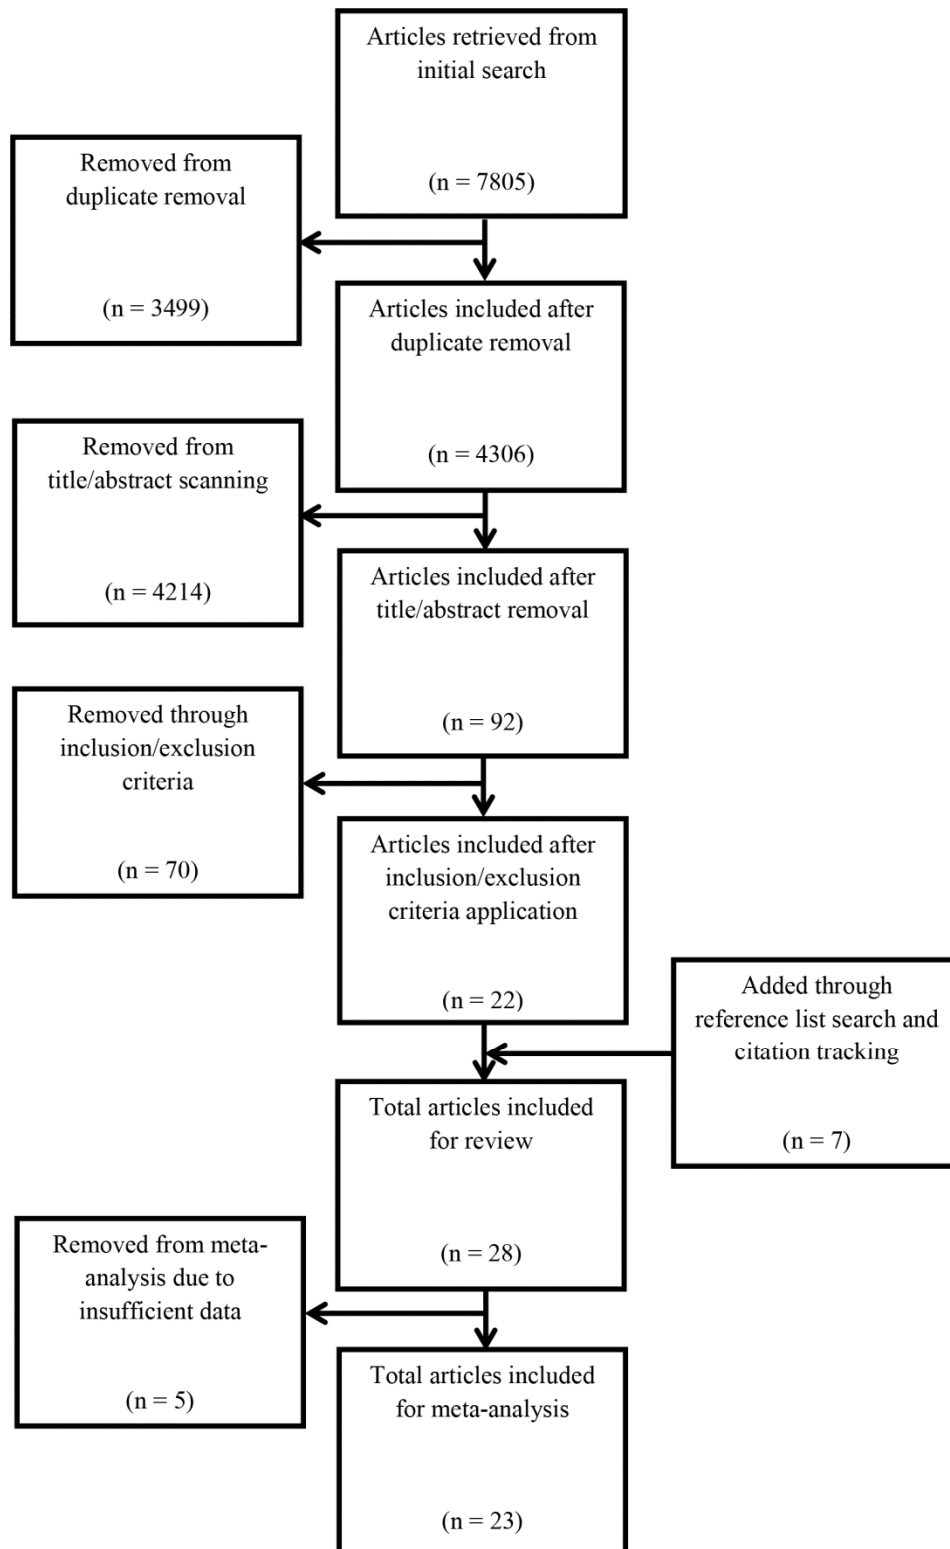 Articles retrieved from
initial search
(n = 7805)
Removed from
duplicate removal
(n = 3499)
Articles included after
duplicate removal
(n = 4306)
Removed from
title/abstract scanning
(n = 4214)
Articles included after
title/abstract removal
(n = 92)
Removed through
inclusion/exclusion
criteria
(n = 70)
Articles included after
inclusion/exclusion
criteria application
(n = 22)
Added through
reference list search and
citation tracking
(n = 7)
Total articles included
for review
(n = 28)
Removed from meta-
analysis due to
insufficient data
(n = 5)
Total articles included
for meta-analysis
(n = 23)